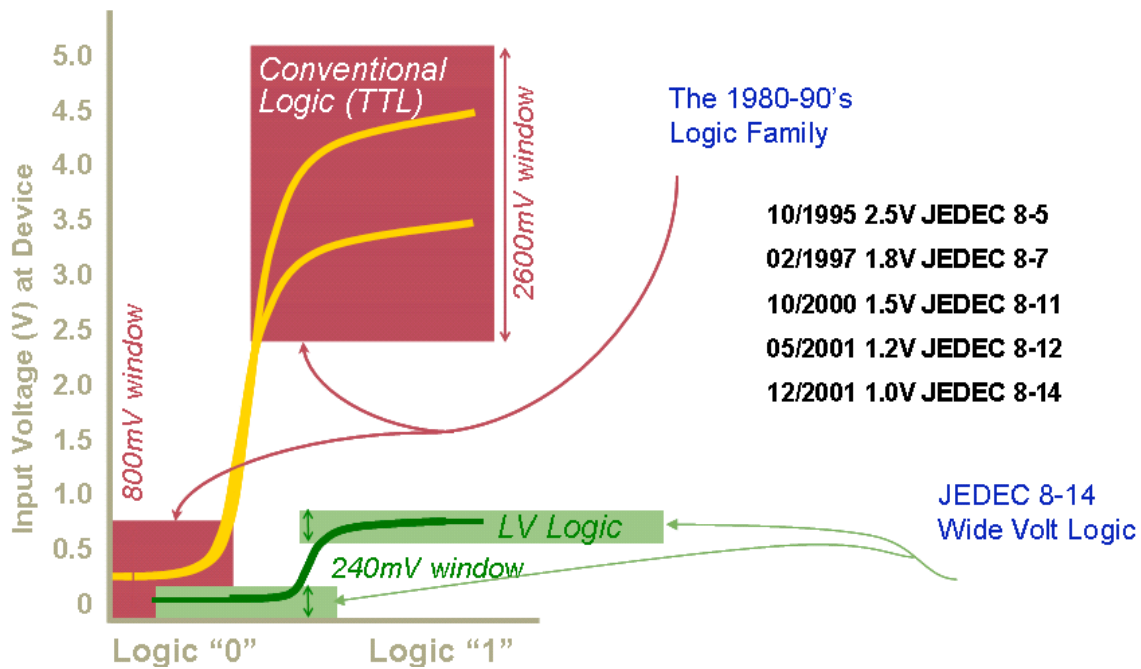 5.0
4.5
4.0
3.5
3.0
2.5
2.0
1.5
1.0
0.5
0
Input Voltage (V) at Device
Conventional
Logic (TTL)
2600mV window
800mV window
The 1980-90's
Logic Family
10/1995 2.5V JEDEC 8-5
02/1997 1.8V JEDEC 8-7
10/2000 1.5V JEDEC 8-11
05/2001 1.2V JEDEC 8-12
12/2001 1.0V JEDEC 8-14
JEDEC 8-14
Wide Volt Logic
LV Logic
240mV window
Logic “0”
Logic “1”